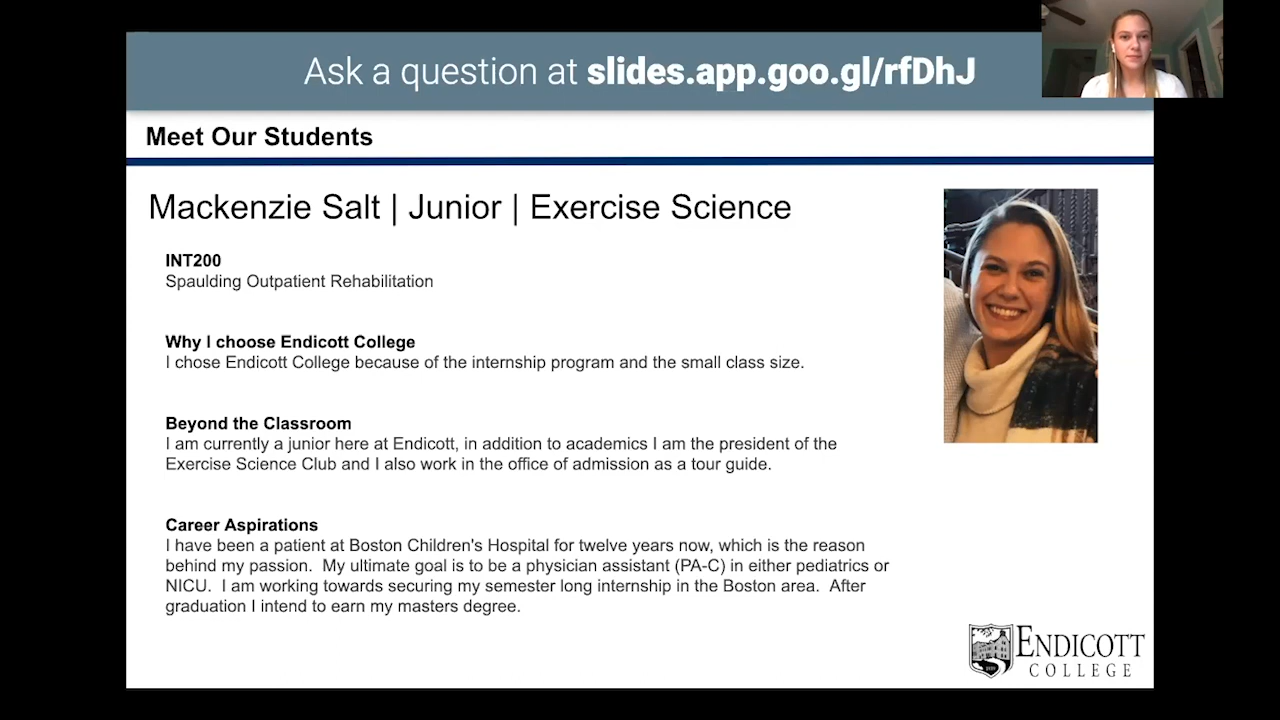 Ask a question at slides.app.goo.gl/rfDhJ
Meet Our Students
Mackenzie Salt | Junior | Exercise Science
INT200
Spaulding Outpatient Rehabilitation
Why I choose Endicott College
I chose Endicott College because of the internship program and the small class size.
Beyond the Classroom
I am currently a junior here at Endicott, in addition to academics I am the president of the
Exercise Science Club and I also work in the office of admission as a tour guide.
Career Aspirations
I have been a patient at Boston Children's Hospital for twelve years now, which is the reason
behind my passion.  My ultimate goal is to be a physician assistant (PA-C) in either pediatrics or
NICU.  I am working towards securing my semester long internship in the Boston area.  After
graduation I intend to earn my masters degree.
ENDICOTT
COLLEGE